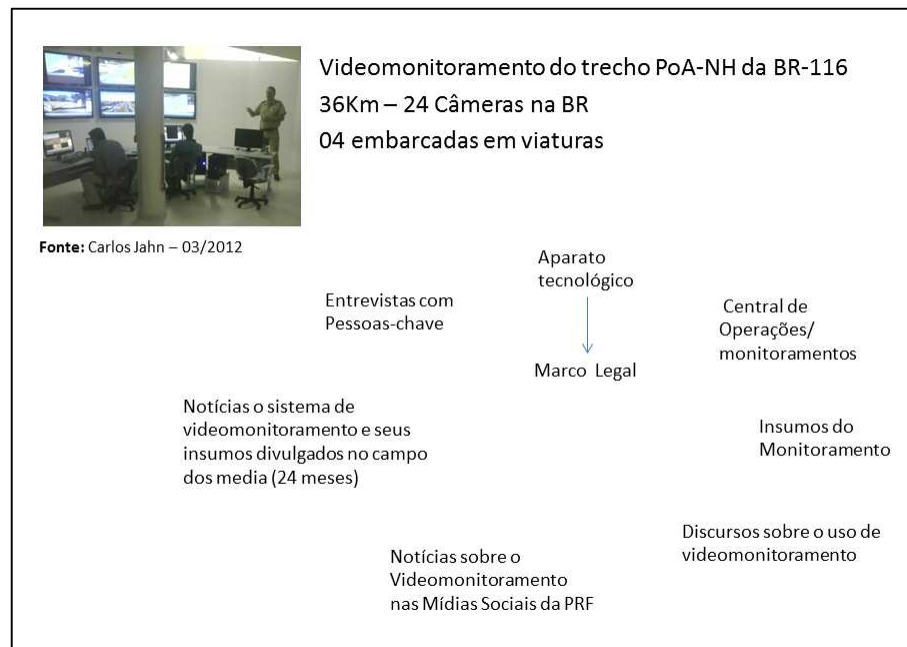 Videomonitoramento do trecho PoA-NH da BR-116
36Km – 24 Câmeras na BR
04 embarcadas em viaturas
Fonte: Carlos Jahn – 03/2012
Aparato
tecnológico
Entrevistas com
Pessoas-chave
Central de
Operações/
monitoramentos
Marco Legal
Notícias o sistema de
videomonitoramento e seus
insumos divulgados no campo
dos media (24 meses)
Insumos do
Monitoramento
Discursos sobre o uso de
videomonitoramento
Notícias sobre o
Videomonitoramento
nas Mídias Sociais da PRF